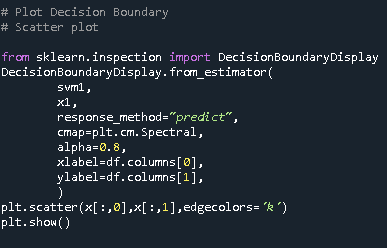 # Plot Decision Boundary
# Scatter plot
from sklearn.inspection import DecisionBoundaryDisplay
DecisionBoundaryDisplay.from_estimator(
        svm1,
        x1,
        response_method="predict",
        cmap=plt.cm.Spectral,
        alpha=0.8,
        xlabel=df.columns[0],
        ylabel=df.columns[1],
        )
plt.scatter(x[:,0],x[:,1],edgecolors='k')
plt.show()